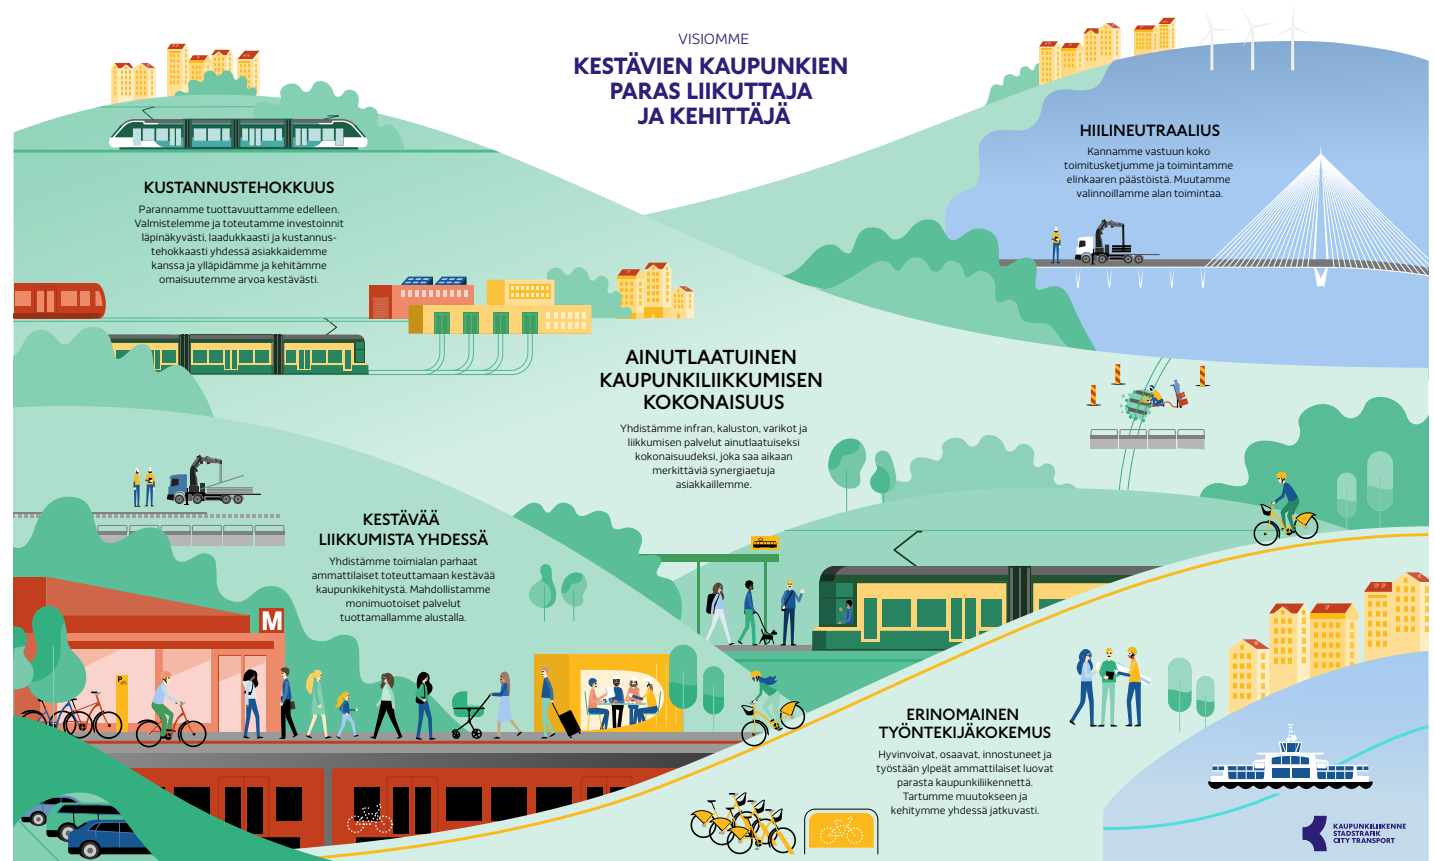 VISIOMME
KESTÄVIEN KAUPUNKIEN
PARAS LIIKUTTAJA
JA KEHITTÄJÄ
HIILINEUTRAALIUS
Kannamme vastuun koko
toimitusketjumme ja toimintamme
elinkaaren päästöistä. Muutamme
valinnoillamme alan toimintaa.
KUSTANNUSTEHOKKUUS
Parannamme tuottavuuttamme edelleen.
Valmistelemme ja toteutamme investoinnit
läpinäkyvästi, laadukkaasti ja kustannus-
tehokkaasti yhdessä asiakkaidemme
kanssa ja ylläpidämme ja kehitämme
omaisuutemme arvoa kestävästi.
AINUTLAATUINEN
KAUPUNKILIIKKUMISEN
KOKONAISUUS
Yhdistämme infran, kaluston, varikot ja
liikkumisen palvelut ainutlaatuiseksi
kokonaisuudeksi, joka saa aikaan
merkittäviä synergiaetuja
asiakkaillemme.
KESTÄVÄÄ
LIIKKUMISTA YHDESSÄ
Yhdistämme toimialan parhaat
ammattilaiset toteuttamaan kestävää
kaupunkikehitystä. Mahdollistamme
monimuotoiset palvelut
tuottamallamme alustalla.
M
P
ERINOMAINEN
TYÖNTEKIJÄKOKEMUS
Hyvinvoivat, osaavat, innostuneet ja
työstään ylpeät ammattilaiset luovat
parasta kaupunkiliikennettä.
Tartumme muutokseen ja
kehitymme yhdessä jatkuvasti.
KAUPUNKILIIKENNE
STADSTRAFIK
CITY TRANSPORT